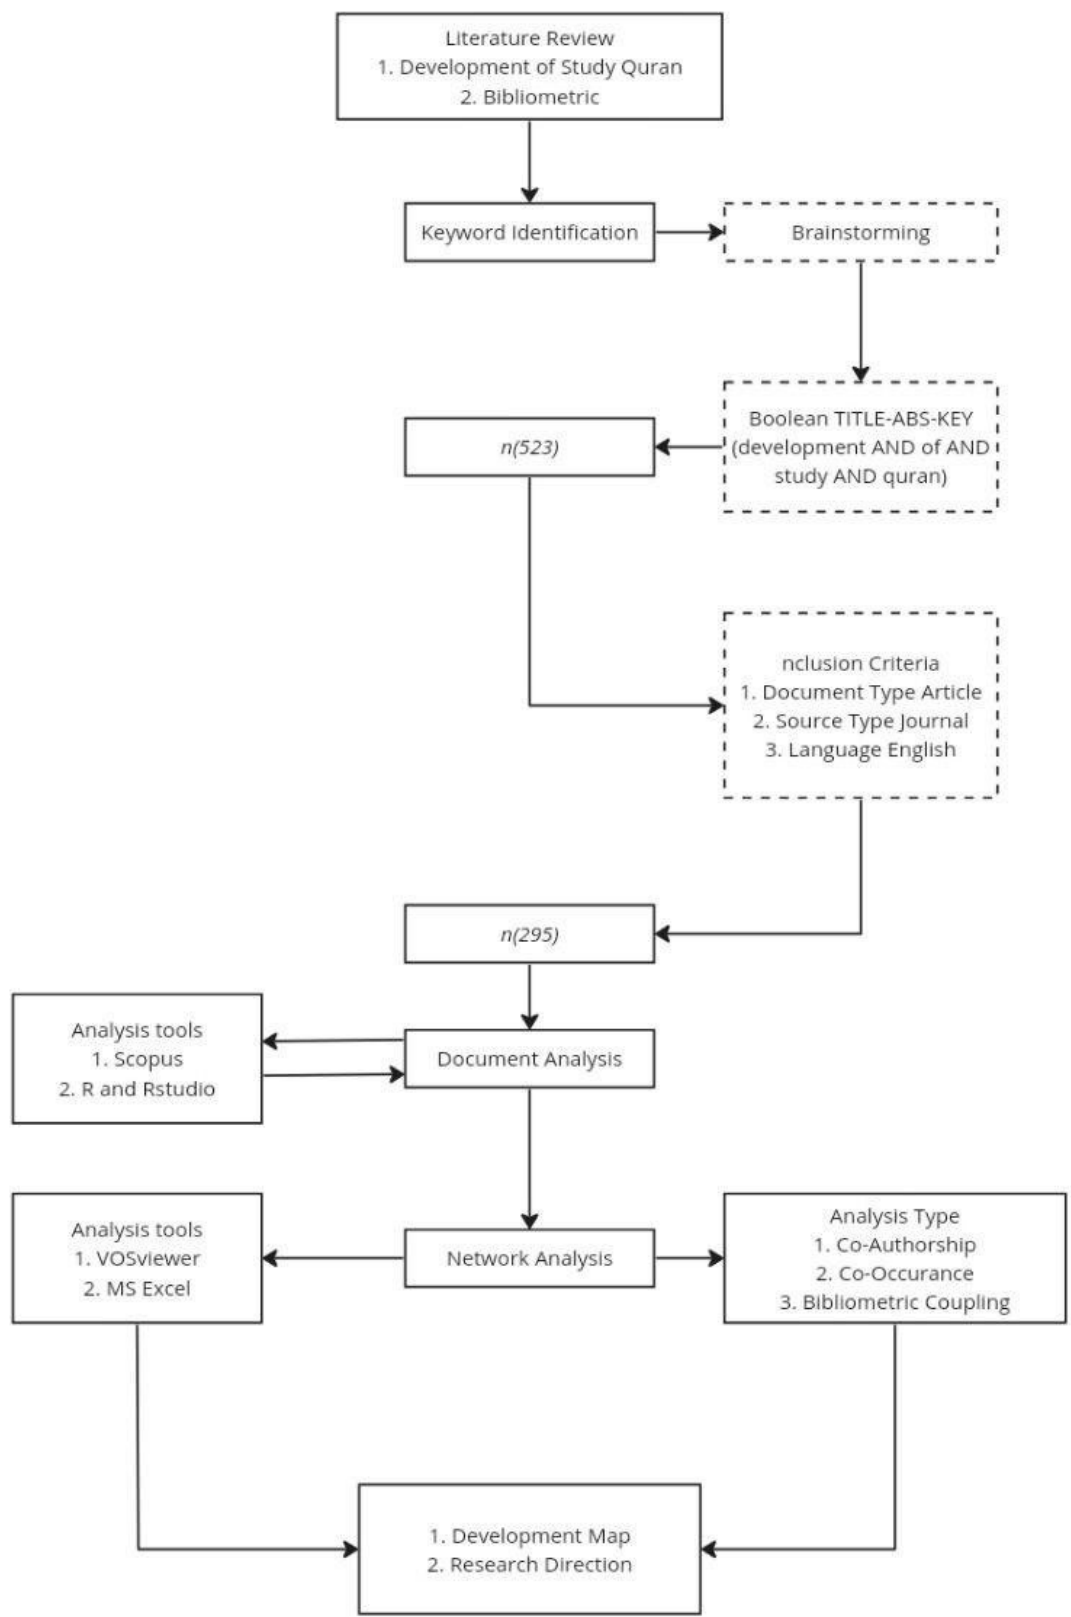 Literature Review
1. Development of Study Quran
2. Bibliometric
Keyword Identification
Brainstorming
Boolean TITLE-ABS-KEY
(development AND of AND
study AND quran)
n(523)
nclusion Criteria
1. Document Type Article
2. Source Type Journal
3. Language English
n(295)
Analysis tools
1. Scopus
2. R and Rstudio
Document Analysis
Analysis tools
1. VOSviewer
2. MS Excel
Network Analysis
Analysis Type
1. Co-Authorship
2. Co-Occurance
3. Bibliometric Coupling
1. Development Map
2. Research Direction